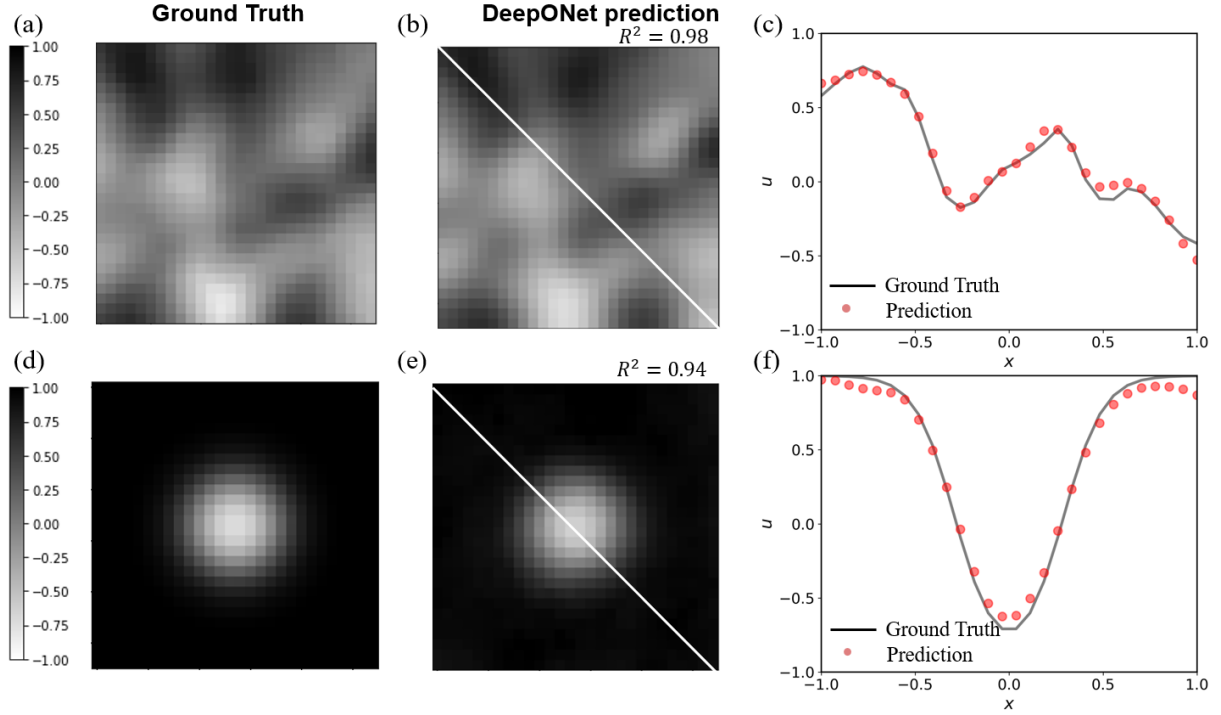 Ground Truth
DeepONet prediction
(a)
(b)
R² = 0.98
(c)
1.00
0.75
0.50
0.25
0.00
−0.25
−0.50
−0.75
−1.00
1.0
0.5
0.0
−0.5
−1.0
u
Ground Truth
Prediction
−1.0 −0.5 0.0 0.5 1.0
x
(d)
(e)
R² = 0.94
(f)
1.00
0.75
0.50
0.25
0.00
−0.25
−0.50
−0.75
−1.00
1.0
0.5
0.0
−0.5
−1.0
u
Ground Truth
Prediction
−1.0 −0.5 0.0 0.5 1.0
x